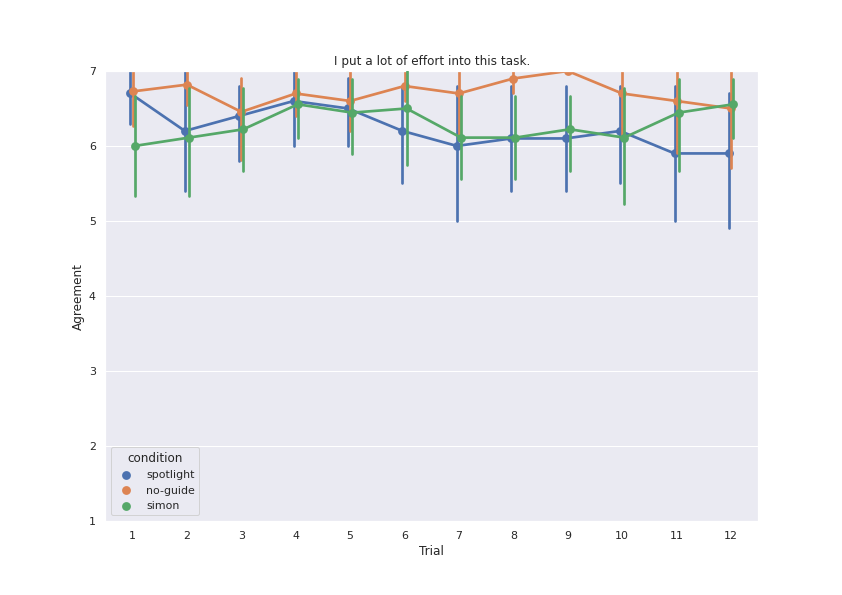 I put a lot of effort into this task.
7
6
5
4
3
2
1
Agreement
condition
spotlight
no-guide
simon
1 2 3 4 5 6 7 8 9 10 11 12
Trial